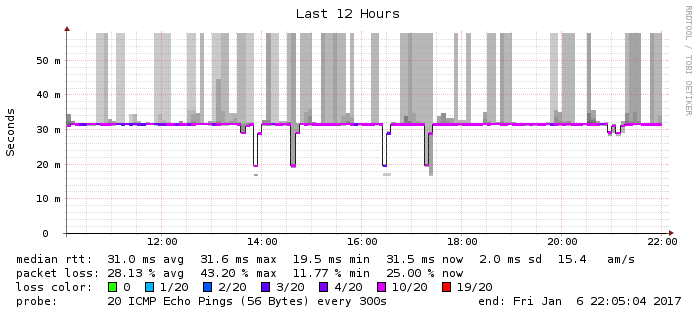 Last 12 Hours
RRDTOOL / TOBI OETIKER
Seconds
50 m
40 m
30 m
20 m
10 m
0
12:00 14:00 16:00 18:00 20:00 22:00
median rtt: 31.0 ms avg 31.6 ms max 19.5 ms min 31.5 ms now 2.0 ms sd 15.4 am/s
packet loss: 28.13 % avg 43.20 % max 11.77 % min 25.00 % now
loss color: 0 1/20 2/20 3/20 4/20 10/20 19/20
probe: 20 ICMP Echo Pings (56 Bytes) every 300s end: Fri Jan 6 22:05:04 2017